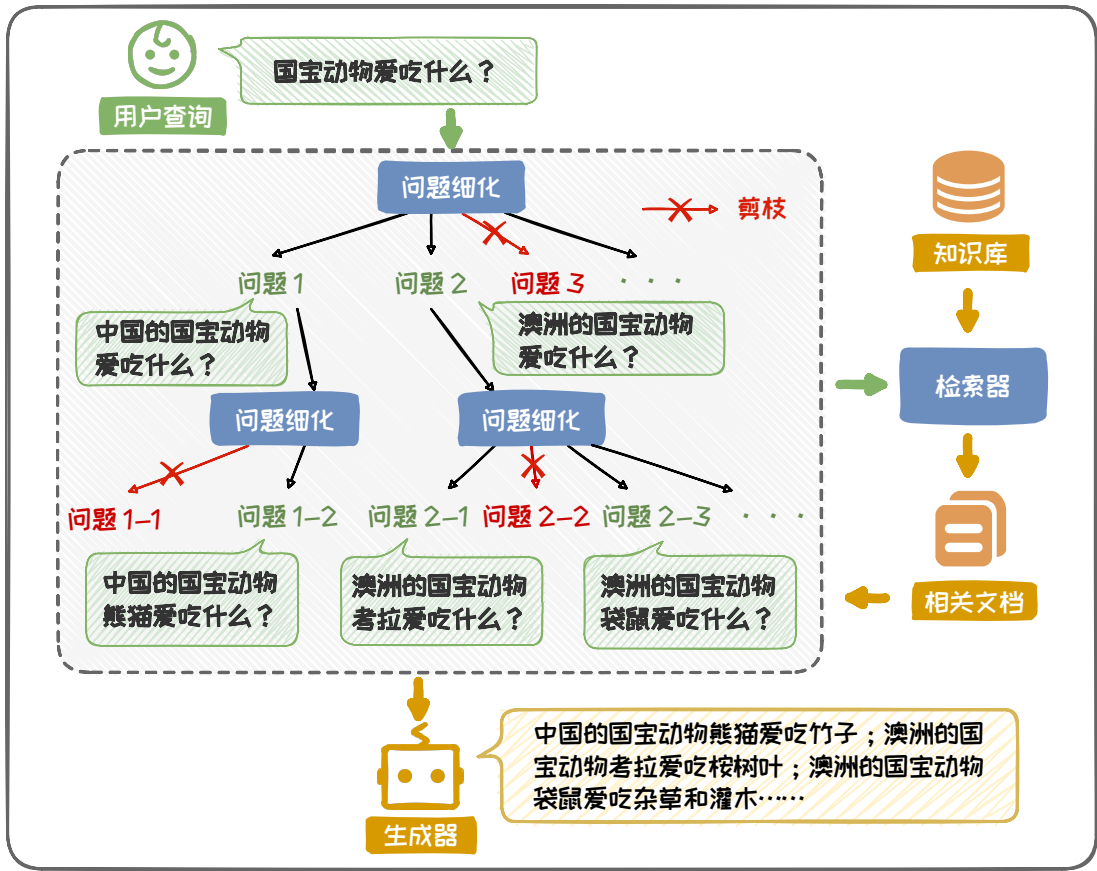 国宝动物爱吃什么？
用户查询
问题细化
剪枝
知识库
问题1
问题2
问题3
. . .
中国的国宝动物
爱吃什么？
澳洲的国宝动物
爱吃什么？
检索器
问题细化
问题细化
问题1-1
问题1-2
问题2-1
问题2-2
问题2-3
. . . .
中国的国宝动物
熊猫爱吃什么？
澳洲的国宝动物
考拉爱吃什么？
澳洲的国宝动物
袋鼠爱吃什么？
相关文档
中国的国宝动物熊猫爱吃竹子；澳洲的国
宝动物考拉爱吃桉树叶；澳洲的国宝动物
袋鼠爱吃杂草和灌木……
生成器